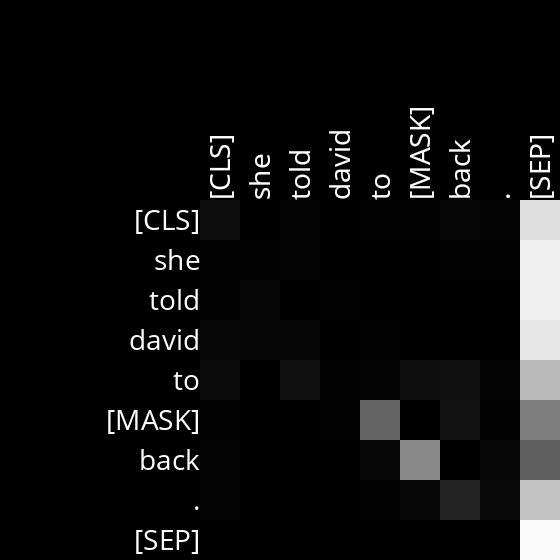 [CLS] she told david to [MASK] back . [SEP]
[CLS]
she
told
david
to
[MASK]
back
.
[SEP]